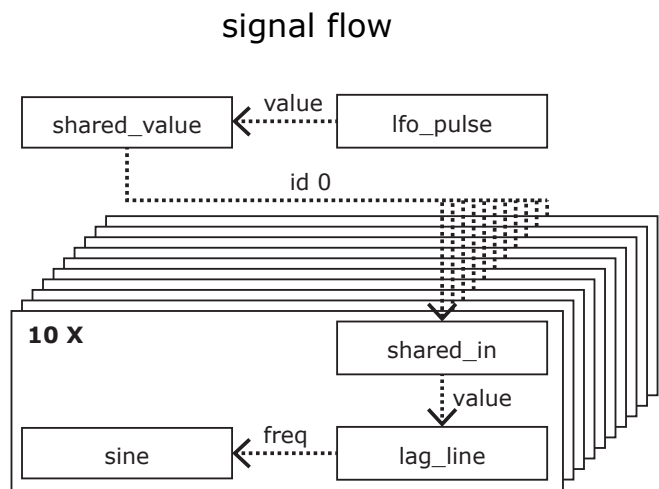 signal flow
shared_value
value
lfo_pulse
id 0
10 X
shared_in
value
sine
freq
lag_line